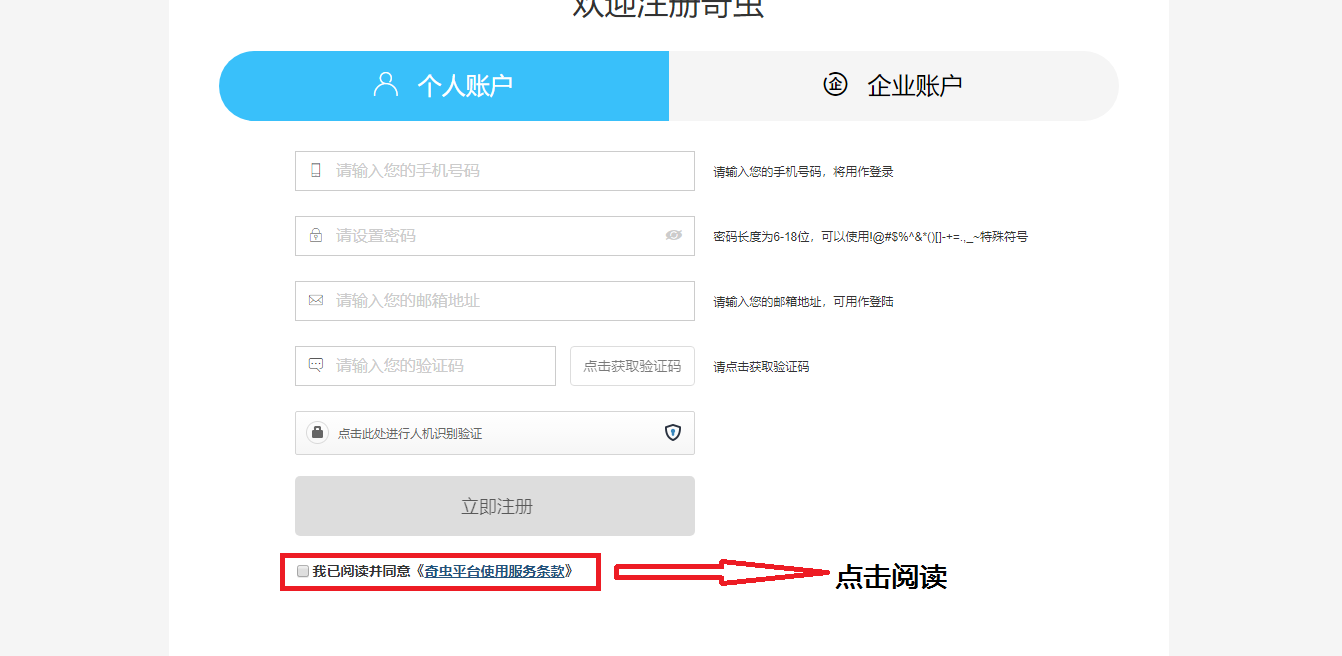 欢迎注册奇虫
个人账户
企 企业账户
请输入您的手机号码 请输入您的手机号码，将用作登录
请设置密码 密码长度为6-18位，可以使用!@#$%^&*()[]-+=.,_~特殊符号
请输入您的邮箱地址 请输入您的邮箱地址，可用作登陆
请输入您的验证码 点击获取验证码 请点击获取验证码
点击此处进行人机识别验证
立即注册
我已阅读并同意《奇虫平台使用服务条款》 点击阅读